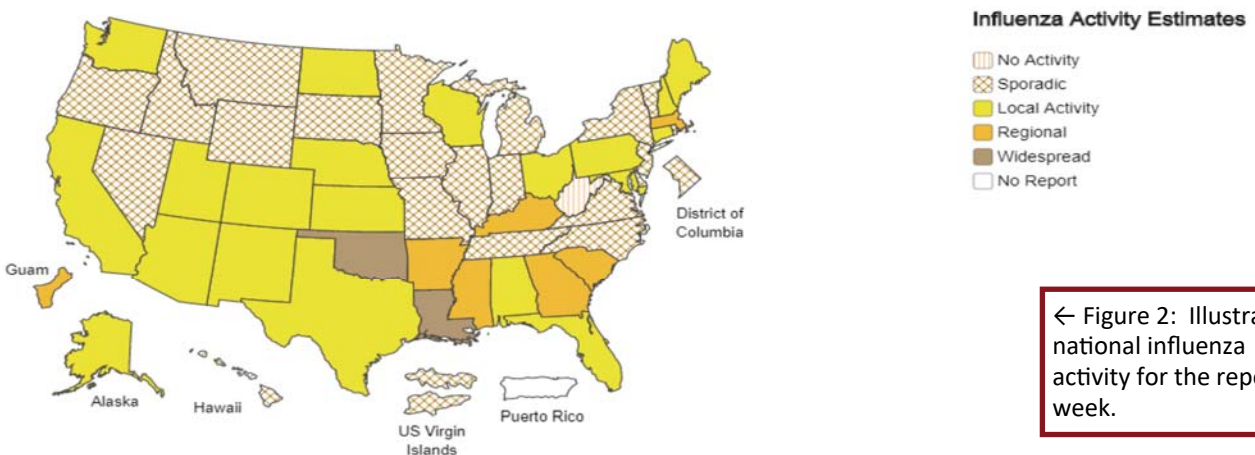 Influenza Activity Estimates
No Activity
Sporadic
Local Activity
Regional
Widespread
No Report
District of
Columbia
Guam
Alaska
Hawaii
US Virgin
Islands
Puerto Rico
← Figure 2: Illustra
national influenza
activity for the repo
week.